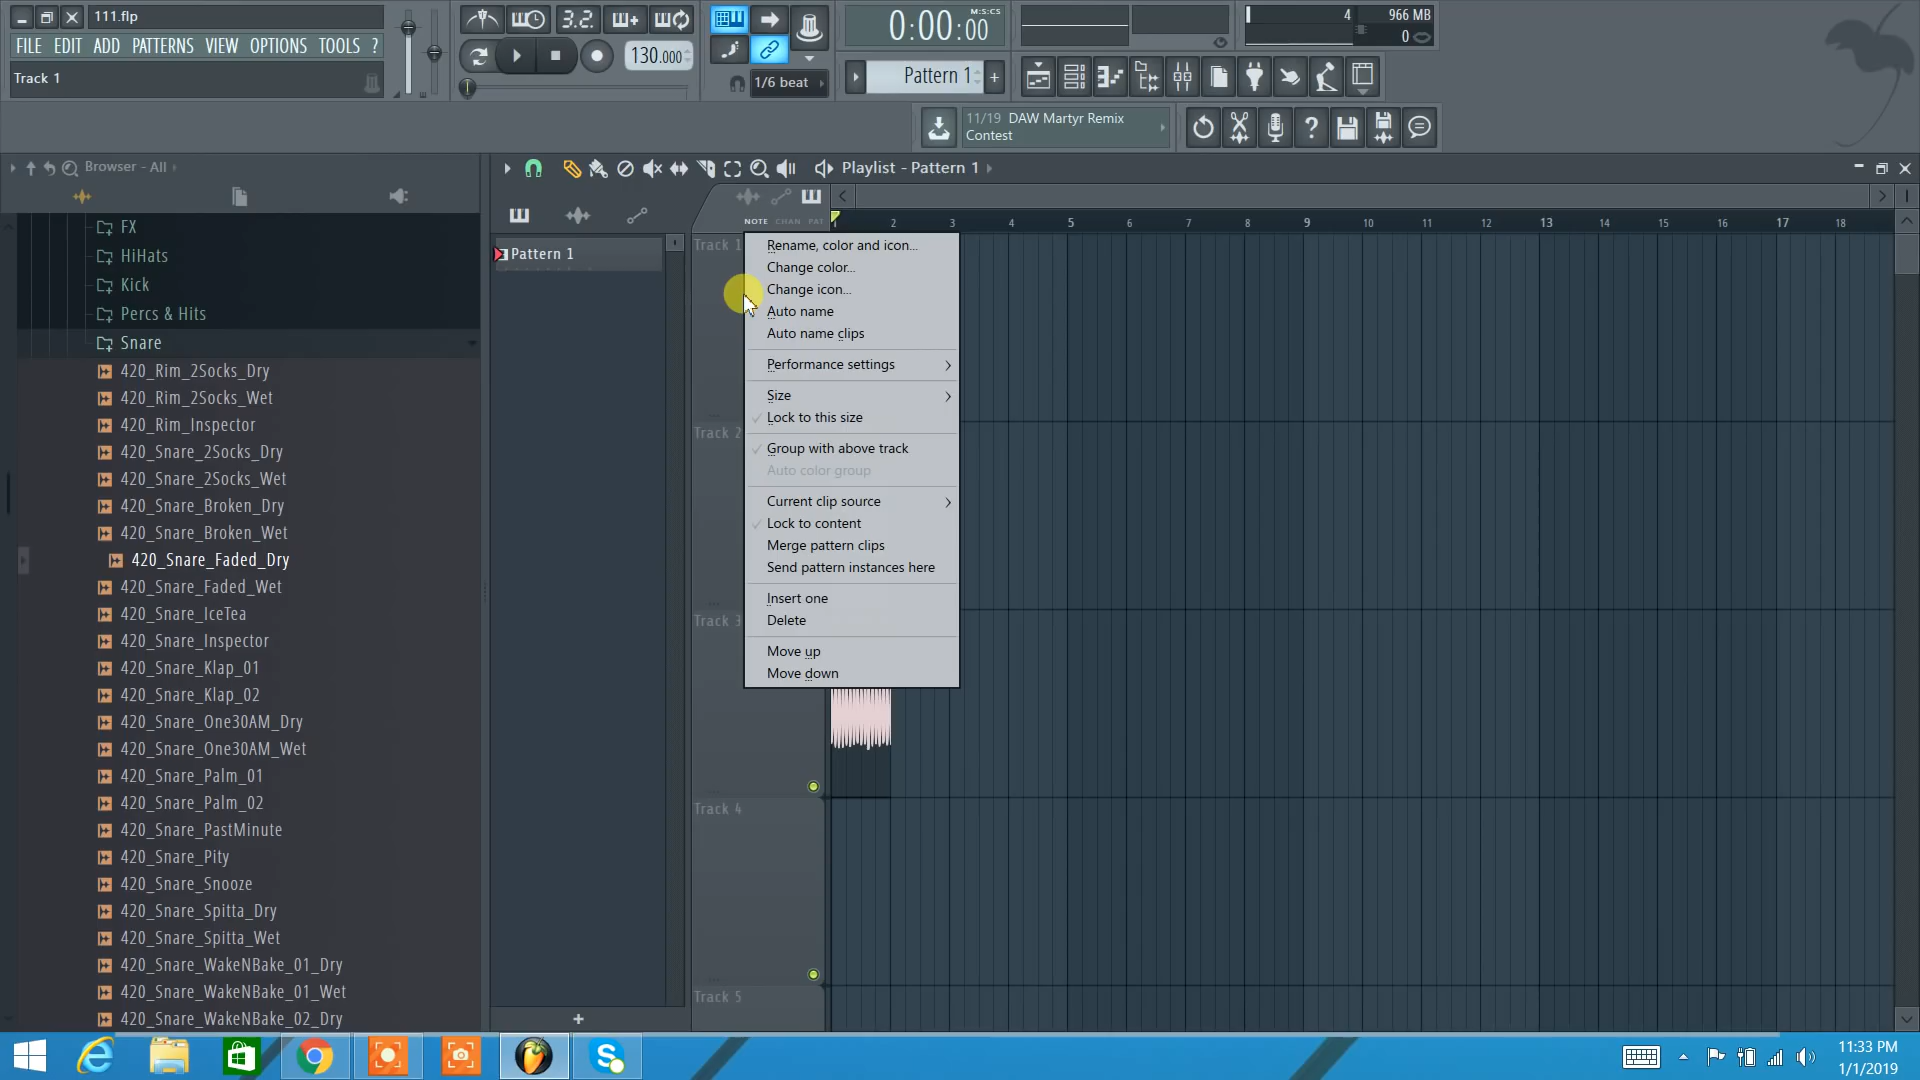 111.flp
FILE EDIT ADD PATTERNS VIEW OPTIONS TOOLS ?
Track 1
3.2.
130.000
1/6 beat
0:00:00
M:S:CS
Pattern 1
4
966 MB
0
11/19 DAW Martyr Remix
Contest
Browser - All
Playlist - Pattern 1
NOTE CHAN PAT
1 2 3 4 5 6 7 8 9 10 11 12 13 14 15 16 17 18
FX
HiHats
Kick
Percs & Hits
Snare
420_Rim_2Socks_Dry
420_Rim_2Socks_Wet
420_Rim_Inspector
420_Snare_2Socks_Dry
420_Snare_2Socks_Wet
420_Snare_Broken_Dry
420_Snare_Broken_Wet
420_Snare_Faded_Dry
420_Snare_Faded_Wet
420_Snare_IceTea
420_Snare_Inspector
420_Snare_Klap_01
420_Snare_Klap_02
420_Snare_One30AM_Dry
420_Snare_One30AM_Wet
420_Snare_Palm_01
420_Snare_Palm_02
420_Snare_PastMinute
420_Snare_Pity
420_Snare_Snooze
420_Snare_Spitta_Dry
420_Snare_Spitta_Wet
420_Snare_WakeNBake_01_Dry
420_Snare_WakeNBake_01_Wet
420_Snare_WakeNBake_02_Dry
Pattern 1
Track 1
Track 2
Track 3
Track 4
Track 5
Rename, color and icon...
Change color...
Change icon...
Auto name
Auto name clips
Performance settings
Size
Lock to this size
Group with above track
Auto color group
Current clip source
Lock to content
Merge pattern clips
Send pattern instances here
Insert one
Delete
Move up
Move down
11:33 PM
1/1/2019